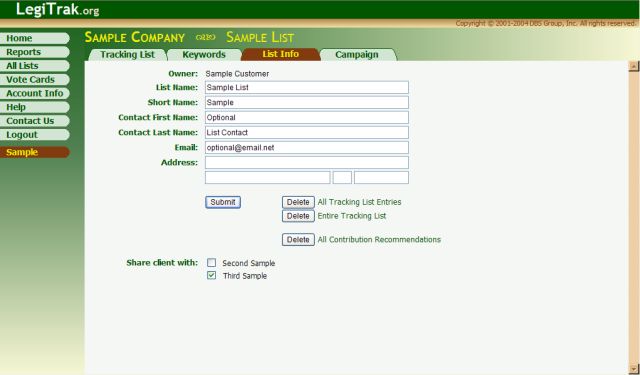 LegiTrak.org
Copyright © 2001-2004 DBS Group, Inc. All rights reserved.
SAMPLE COMPANY SAMPLE LIST
Home
Reports
All Lists
Vote Cards
Account Info
Help
Contact Us
Logout
Sample
Tracking List Keywords List Info Campaign
Owner: Sample Customer
List Name: Sample List
Short Name: Sample
Contact First Name: Optional
Contact Last Name: List Contact
Email: optional@email.net
Address:
Submit Delete All Tracking List Entries
Delete Entire Tracking List
Delete All Contribution Recommendations
Share client with: Second Sample
Third Sample